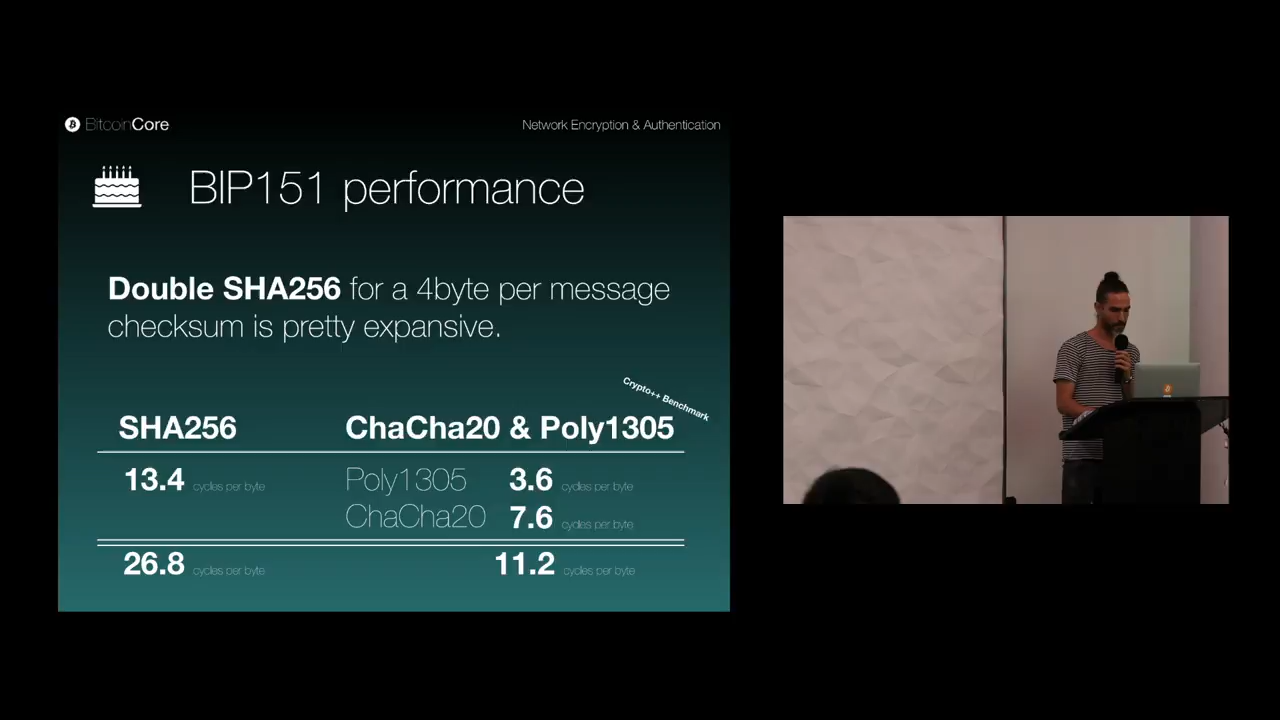 BitcoinCore
Network Encryption & Authentication
BIP151 performance
Double SHA256 for a 4byte per message
checksum is pretty expansive.
Crypto++ Benchmark
SHA256
ChaCha20 & Poly1305
13.4 cycles per byte
Poly1305 3.6 cycles per byte
ChaCha20 7.6 cycles per byte
26.8 cycles per byte
11.2 cycles per byte